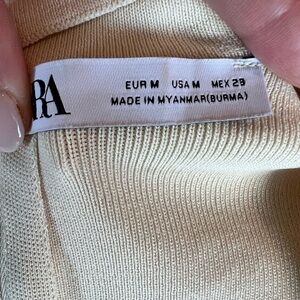 RA
EUR M USA M MEX 28
MADE IN MYANMAR(BURMA)